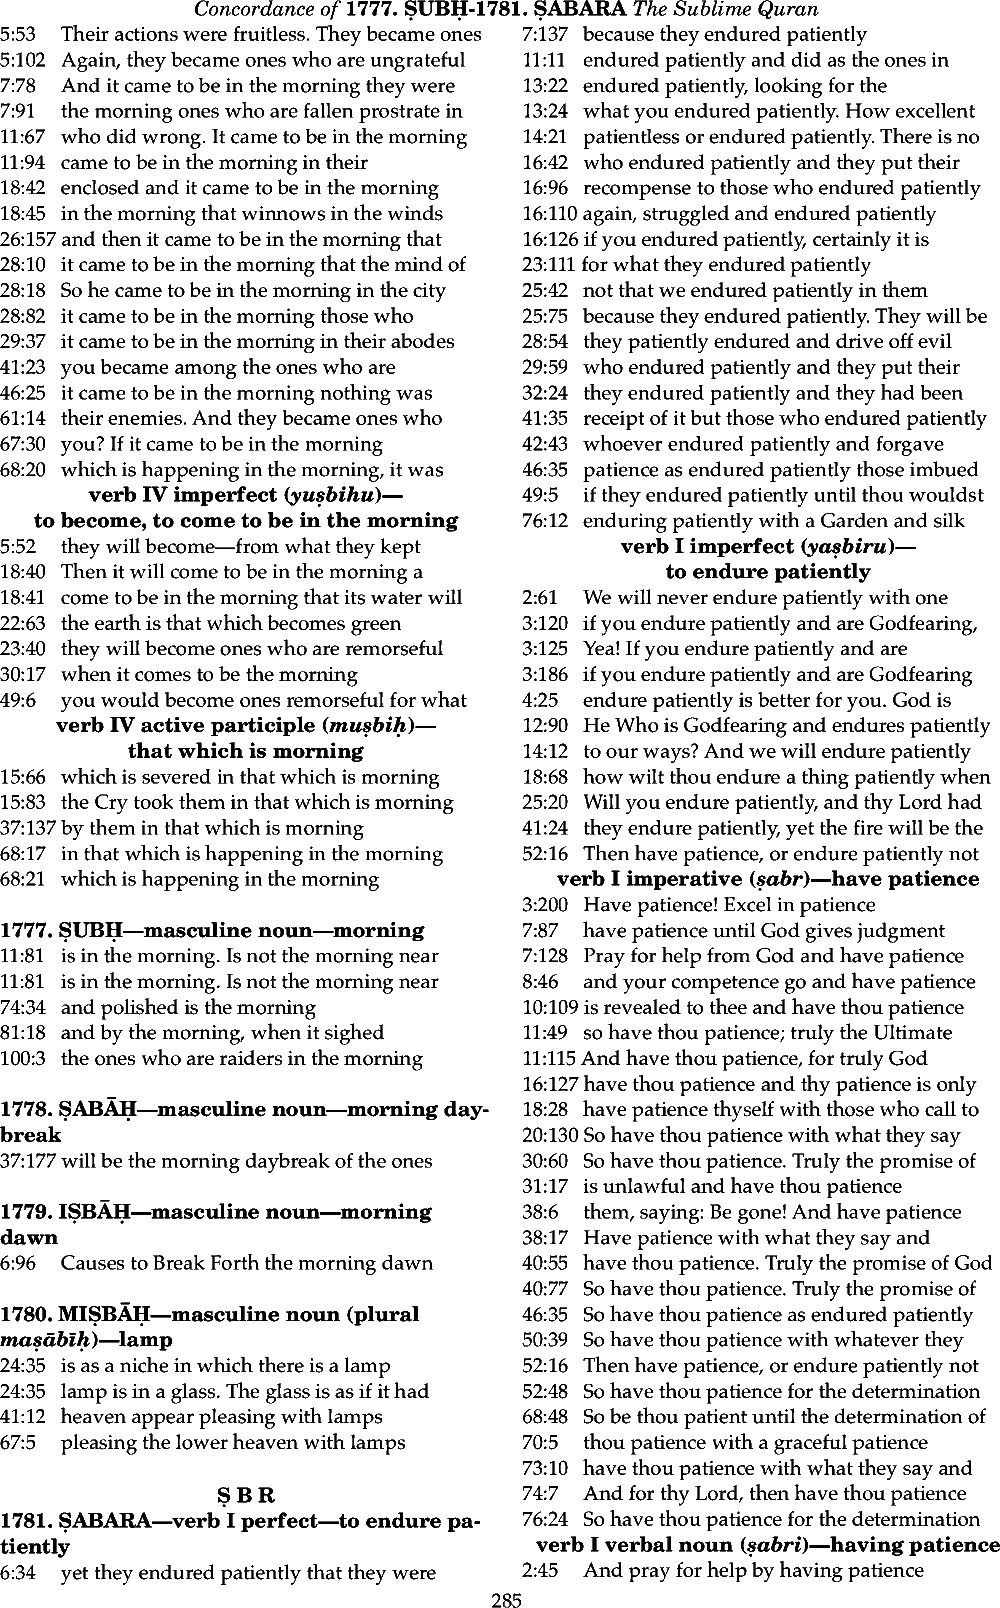 Concordance of 1777. ṢUBḤ-1781. ṢABARA The Sublime Quran
5:53 Their actions were fruitless. They became ones
5:102 Again, they became ones who are ungrateful
7:78 And it came to be in the morning they were
7:91 the morning ones who are fallen prostrate in
11:67 who did wrong. It came to be in the morning
11:94 came to be in the morning in their
18:42 enclosed and it came to be in the morning
18:45 in the morning that winnows in the winds
26:157 and then it came to be in the morning that
28:10 it came to be in the morning that the mind of
28:18 So he came to be in the morning in the city
28:82 it came to be in the morning those who
29:37 it came to be in the morning in their abodes
41:23 you became among the ones who are
46:25 it came to be in the morning nothing was
61:14 their enemies. And they became ones who
67:30 you? If it came to be in the morning
68:20 which is happening in the morning, it was
verb IV imperfect (yuṣbihu)—
to become, to come to be in the morning
5:52 they will become—from what they kept
18:40 Then it will come to be in the morning a
18:41 come to be in the morning that its water will
22:63 the earth is that which becomes green
23:40 they will become ones who are remorseful
30:17 when it comes to be the morning
49:6 you would become ones remorseful for what
verb IV active participle (muṣbiḥ)—
that which is morning
15:66 which is severed in that which is morning
15:83 the Cry took them in that which is morning
37:137 by them in that which is morning
68:17 in that which is happening in the morning
68:21 which is happening in the morning
1777. ṢUBḤ—masculine noun—morning
11:81 is in the morning. Is not the morning near
11:81 is in the morning. Is not the morning near
74:34 and polished is the morning
81:18 and by the morning, when it sighed
100:3 the ones who are raiders in the morning
1778. ṢABĀḤ—masculine noun—morning day-
break
37:177 will be the morning daybreak of the ones
1779. IṢBĀḤ—masculine noun—morning
dawn
6:96 Causes to Break Forth the morning dawn
1780. MIṢBĀḤ—masculine noun (plural
maṣābīḥ)—lamp
24:35 is as a niche in which there is a lamp
24:35 lamp is in a glass. The glass is as if it had
41:12 heaven appear pleasing with lamps
67:5 pleasing the lower heaven with lamps
Ṣ B R
1781. ṢABARA—verb I perfect—to endure pa-
tiently
6:34 yet they endured patiently that they were
7:137 because they endured patiently
11:11 endured patiently and did as the ones in
13:22 endured patiently, looking for the
13:24 what you endured patiently. How excellent
14:21 patientless or endured patiently. There is no
16:42 who endured patiently and they put their
16:96 recompense to those who endured patiently
16:110 again, struggled and endured patiently
16:126 if you endured patiently, certainly it is
23:111 for what they endured patiently
25:42 not that we endured patiently in them
25:75 because they endured patiently. They will be
28:54 they patiently endured and drive off evil
29:59 who endured patiently and they put their
32:24 they endured patiently and they had been
41:35 receipt of it but those who endured patiently
42:43 whoever endured patiently and forgave
46:35 patience as endured patiently those imbued
49:5 if they endured patiently until thou wouldst
76:12 enduring patiently with a Garden and silk
verb I imperfect (yaṣbiru)—
to endure patiently
2:61 We will never endure patiently with one
3:120 if you endure patiently and are Godfearing,
3:125 Yea! If you endure patiently and are
3:186 if you endure patiently and are Godfearing
4:25 endure patiently is better for you. God is
12:90 He Who is Godfearing and endures patiently
14:12 to our ways? And we will endure patiently
18:68 how wilt thou endure a thing patiently when
25:20 Will you endure patiently, and thy Lord had
41:24 they endure patiently, yet the fire will be the
52:16 Then have patience, or endure patiently not
verb I imperative (ṣabr)—have patience
3:200 Have patience! Excel in patience
7:87 have patience until God gives judgment
7:128 Pray for help from God and have patience
8:46 and your competence go and have patience
10:109 is revealed to thee and have thou patience
11:49 so have thou patience; truly the Ultimate
11:115 And have thou patience, for truly God
16:127 have thou patience and thy patience is only
18:28 have patience thyself with those who call to
20:130 So have thou patience with what they say
30:60 So have thou patience. Truly the promise of
31:17 is unlawful and have thou patience
38:6 them, saying: Be gone! And have patience
38:17 Have patience with what they say and
40:55 have thou patience. Truly the promise of God
40:77 So have thou patience. Truly the promise of
46:35 So have thou patience as endured patiently
50:39 So have thou patience with whatever they
52:16 Then have patience, or endure patiently not
52:48 So have thou patience for the determination
68:48 So be thou patient until the determination of
70:5 thou patience with a graceful patience
73:10 have thou patience with what they say and
74:7 And for thy Lord, then have thou patience
76:24 So have thou patience for the determination
verb I verbal noun (ṣabri)—having patience
2:45 And pray for help by having patience
285